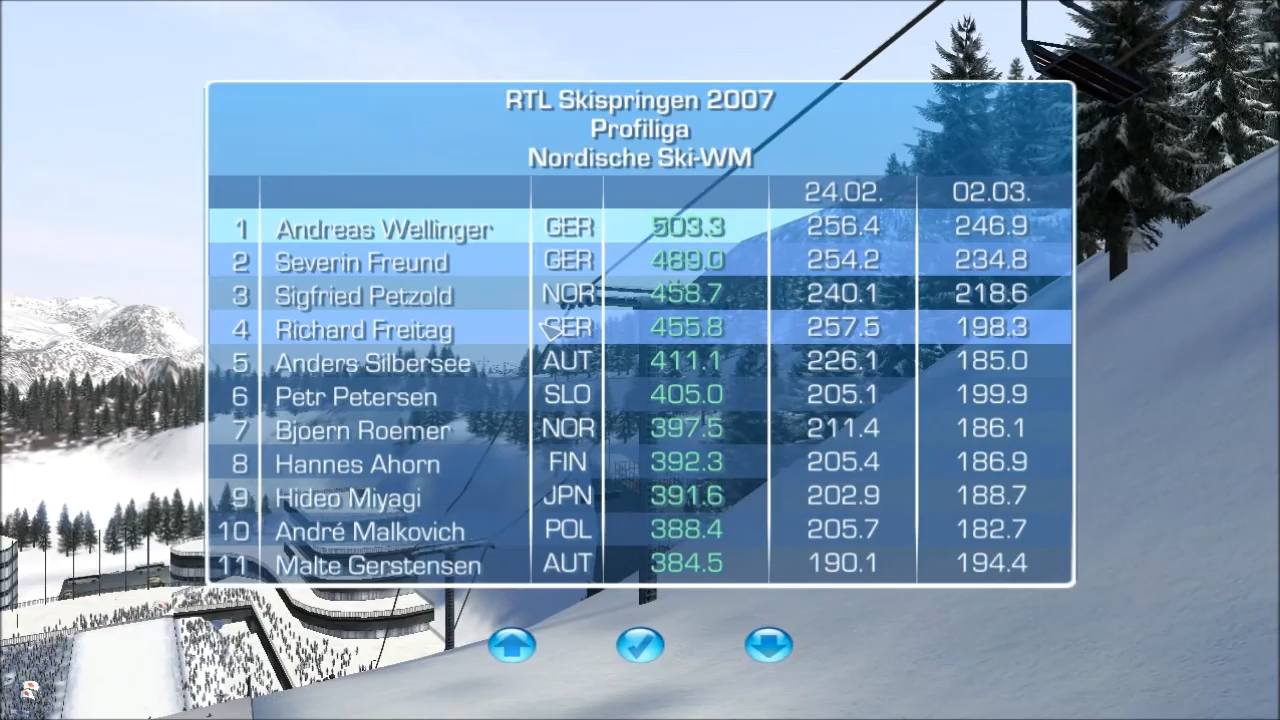 RTL Skispringen 2007
Profiliga
Nordische Ski-WM
24.02. 02.03.
1 Andreas Wellinger GER 503.3 256.4 246.9
2 Severin Freund GER 489.0 254.2 234.8
3 Sigfried Petzold NOR 458.7 240.1 218.6
4 Richard Freitag GER 455.8 257.5 198.3
5 Anders Silbersee AUT 411.1 226.1 185.0
6 Petr Petersen SLO 405.0 205.1 199.9
7 Bjoern Roemer NOR 397.5 211.4 186.1
8 Hannes Ahorn FIN 392.3 205.4 186.9
9 Hideo Miyagi JPN 391.6 202.9 188.7
10 André Malkovich POL 388.4 205.7 182.7
11 Malte Gerstensen AUT 384.5 190.1 194.4